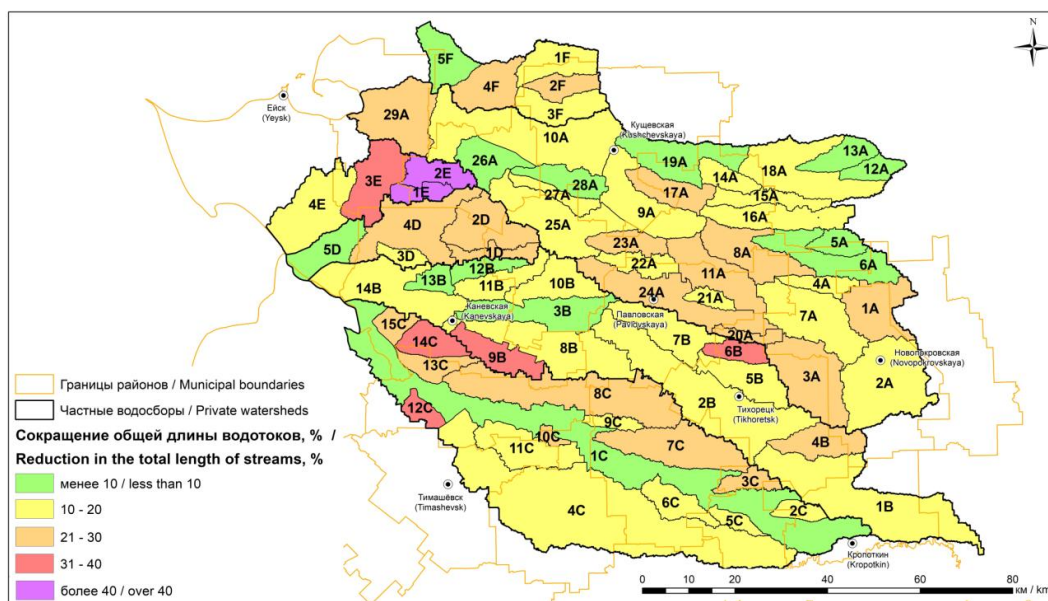 N
5F
1F
4F
2F
29A
3F
Ейск
(Yeysk)
10A
Кущевская
(Kushchevskaya)
26A
19A
13A
12A
18A
14A
3E
2E
1E
28A
27A
17A
15A
4E
9A
16A
4D
2D
25A
5D
3D
1D
23A
8A
5A
6A
22A
11A
12B
13B
11B
10B
4A
14B
24A
21A
1A
Каневская
(Kanevskaya)
3B
Павловская
7A
15C
7B
20A
14C
9B
8B
6B
Новопокровская
(Novopokrovskaya)
13C
5B
3A
2A
8C
2B
Тихорецк
(Tikhoretsk)
12C
9C
4B
10C
7C
11C
1C
3C
Тимашёвск
(Timashevsk)
6C
2C
1B
4C
5C
Кропоткин
(Kropotkin)
Границы районов / Municipal boundaries
Частные водосборы / Private watersheds
Сокращение общей длины водотоков, % /
Reduction in the total length of streams, %
менее 10 / less than 10
10 - 20
21 - 30
31 - 40
более 40 / over 40
0 10 20 40 60 80
км / km